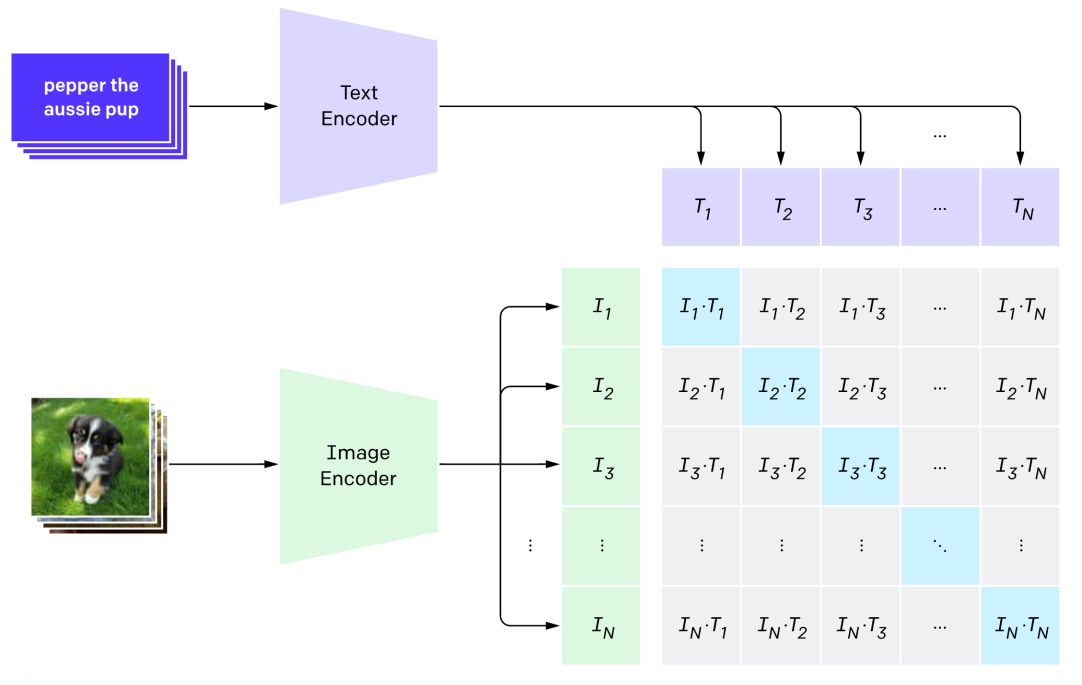 pepper the
aussie pup
Text
Encoder
...
T1 T2 T3 ... TN
Image
Encoder
I1 I1·T1 I1·T2 I1·T3 ... I1·TN
I2 I2·T1 I2·T2 I2·T3 ... I2·TN
I3 I3·T1 I3·T2 I3·T3 ... I3·TN
⋮ ⋮ ⋮ ⋮ ⋮ ⋱ ⋮
IN IN·T1 IN·T2 IN·T3 ... IN·TN